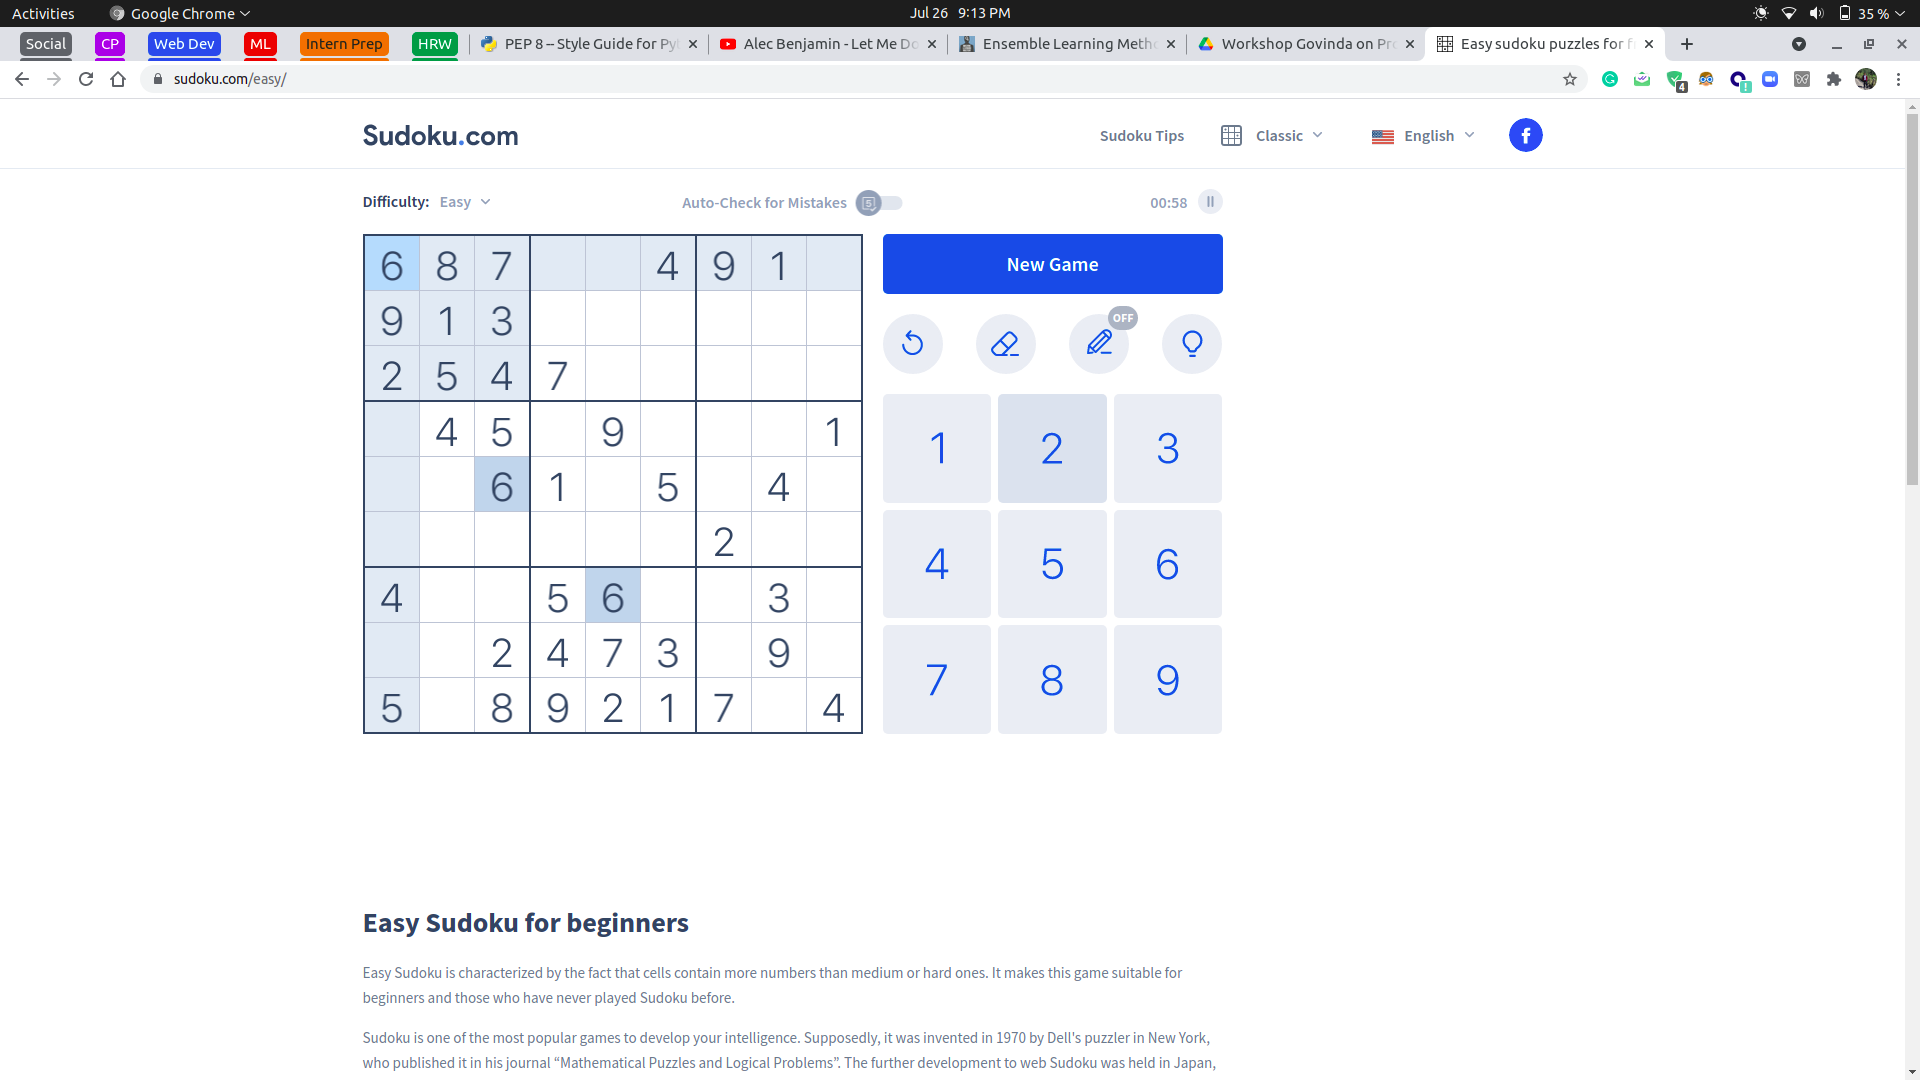 Activities Google Chrome Jul 26 9:13 PM 35 %
Social CP Web Dev ML Intern Prep HRW PEP 8 – Style Guide for Py Alec Benjamin - Let Me Do Ensemble Learning Metho Workshop Govinda on Pro Easy sudoku puzzles for f
sudoku.com/easy/ 4
Sudoku.com Sudoku Tips Classic English
Difficulty: Easy Auto-Check for Mistakes 00:58
New Game
OFF
6 8 7 4 9 1
9 1 3
2 5 4 7
4 5 9 1
6 1 5 4
2
4 5 6 3
2 4 7 3 9
5 8 9 2 1 7 4
1 2 3
4 5 6
7 8 9
Easy Sudoku for beginners
Easy Sudoku is characterized by the fact that cells contain more numbers than medium or hard ones. It makes this game suitable for
beginners and those who have never played Sudoku before.
Sudoku is one of the most popular games to develop your intelligence. Supposedly, it was invented in 1970 by Dell's puzzler in New York,
who published it in his journal “Mathematical Puzzles and Logical Problems”. The further development to web Sudoku was held in Japan,